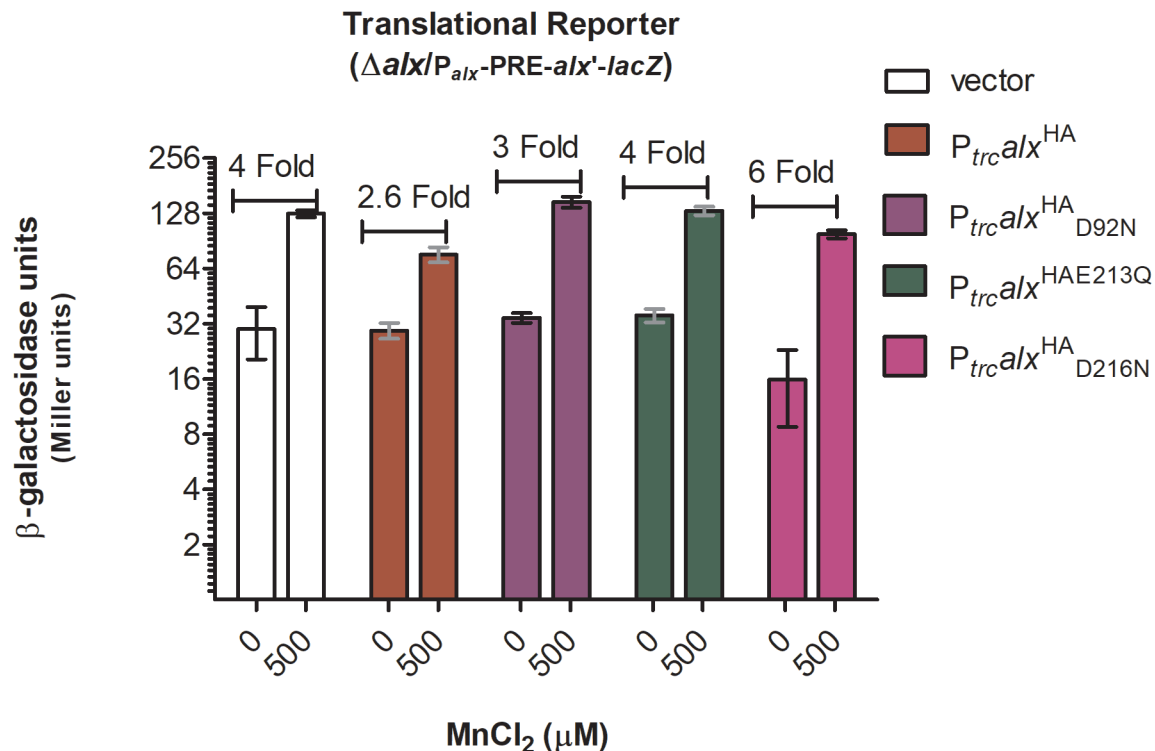 Translational Reporter
(Δalx/Palx-PRE-alx'-lacZ)
β-galactosidase units
(Miller units)
256
128
64
32
16
8
4
2
4 Fold
2.6 Fold
3 Fold
4 Fold
6 Fold
0
500
0
500
0
500
0
500
0
500
MnCl2 (μM)
vector
PtrcalxHA
PtrcalxHAD92N
PtrcalxHAE213Q
PtrcalxHAD216N